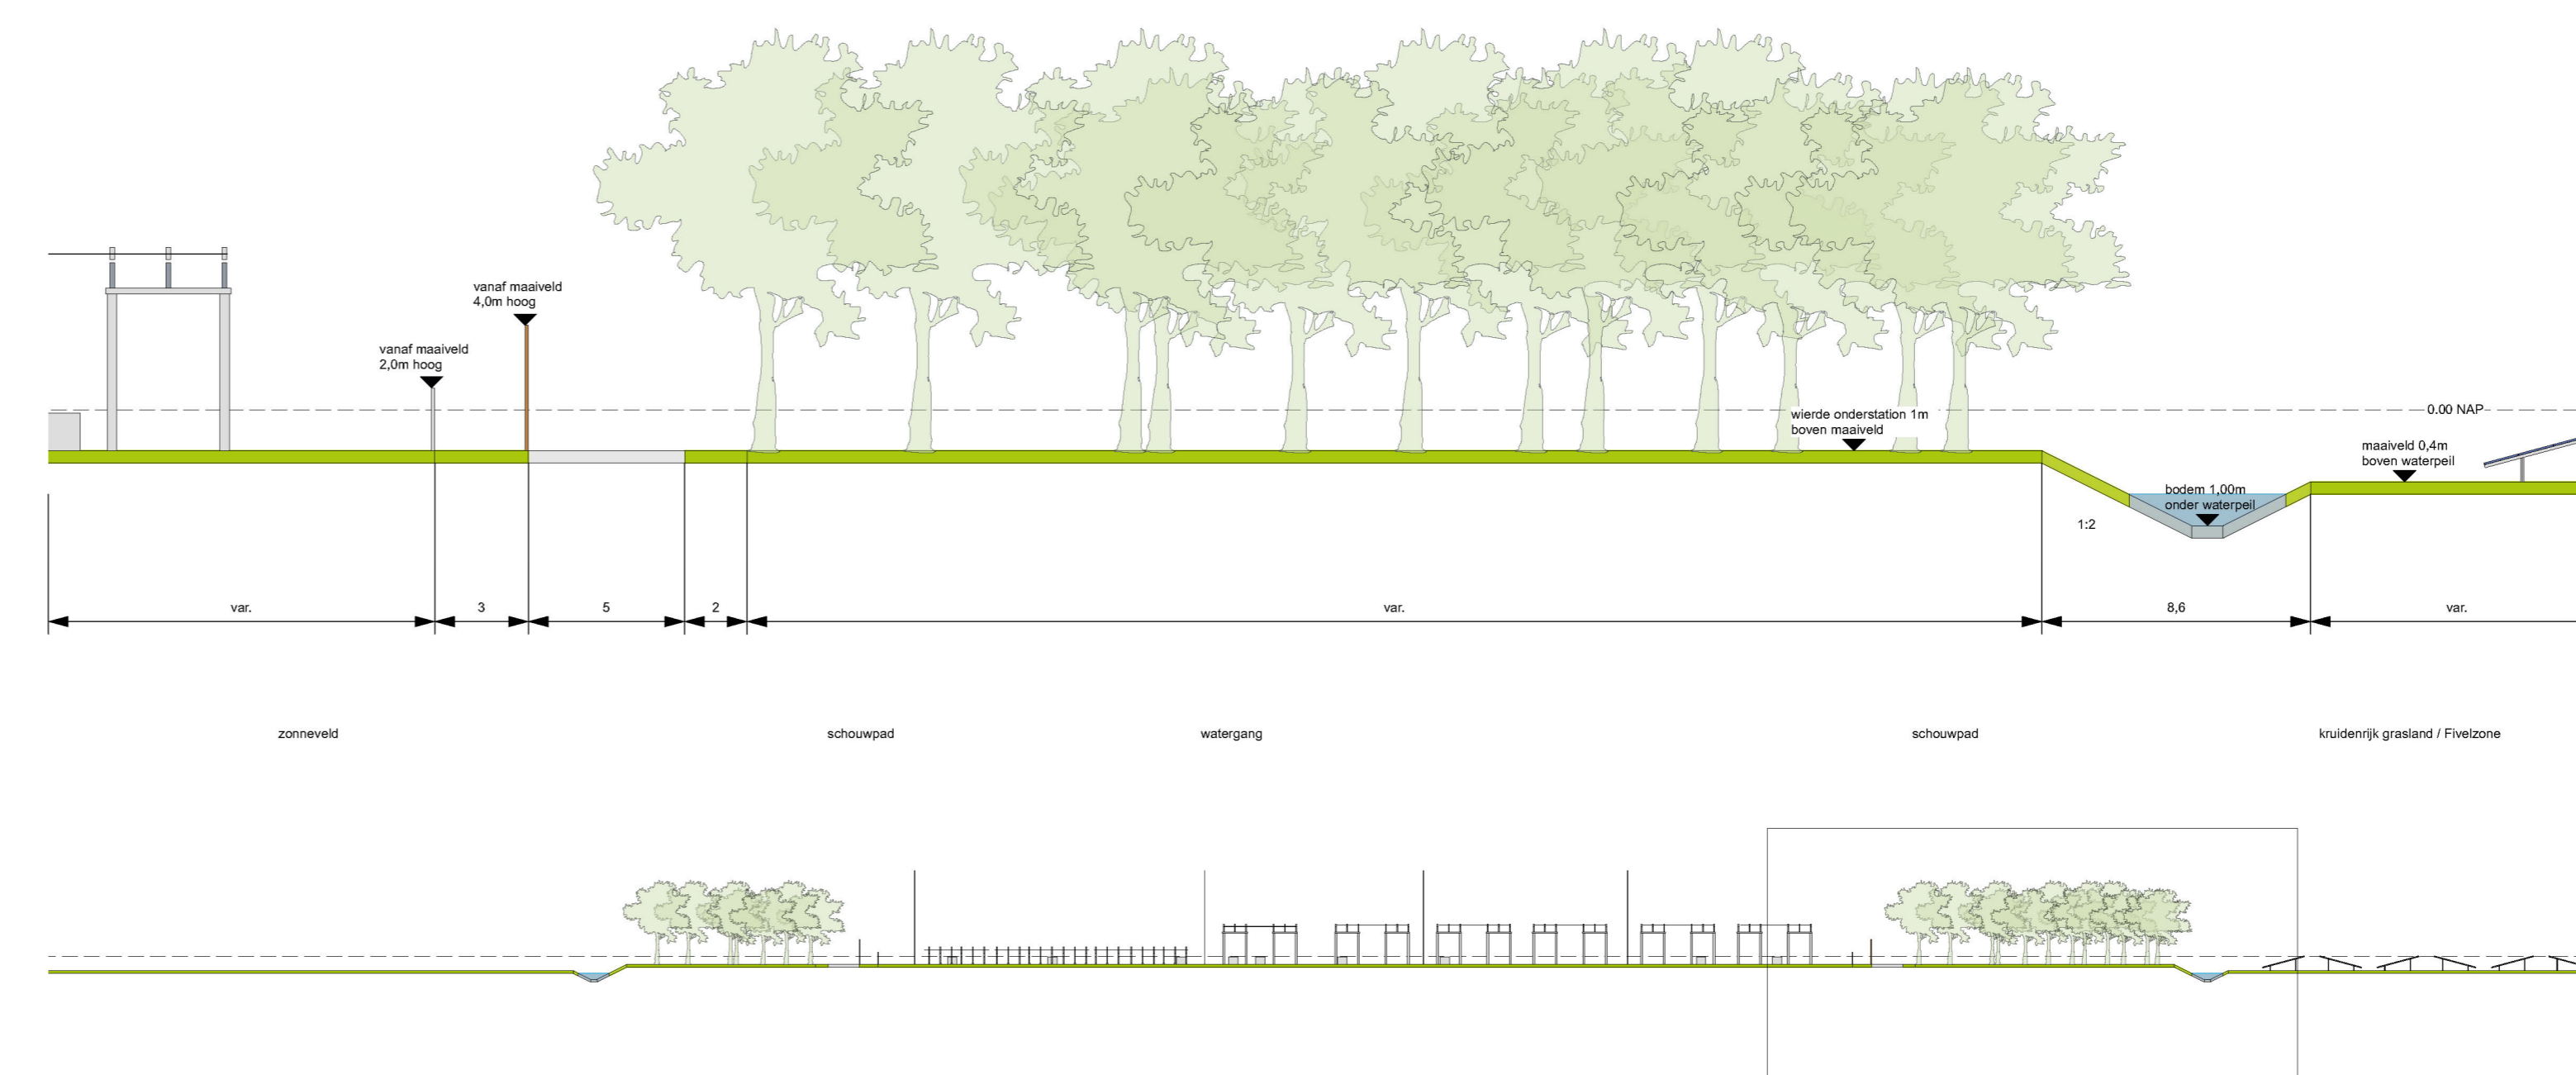 vanaf maaiveld
4,0m hoog
vanaf maaiveld
2,0m hoog
0.00 NAP
wierde onderstation 1m
boven maaiveld
maaiveld 0,4m
boven waterpeil
bodem 1,00m
onder waterpeil
1:2
var.
3
5
2
var.
8,6
var.
zonneveld
schouwpad
watergang
schouwpad
kruidenrijk grasland / Fivelzone